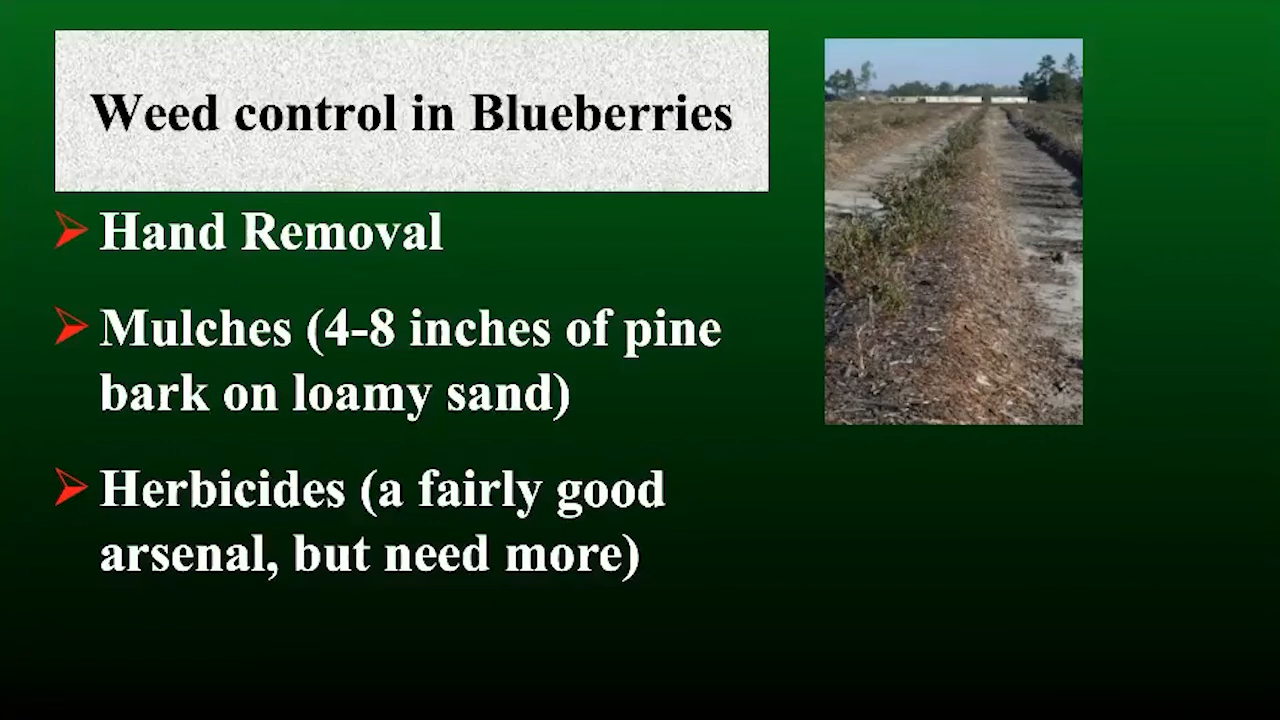 Weed control in Blueberries
Hand Removal
Mulches (4-8 inches of pine
bark on loamy sand)
Herbicides (a fairly good
arsenal, but need more)